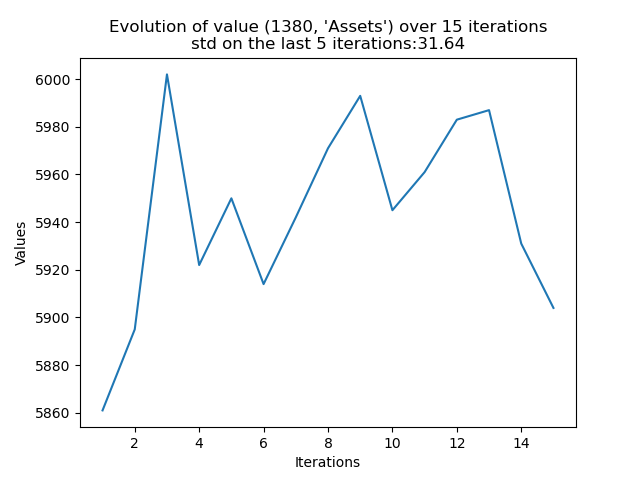 Evolution of value (1380, 'Assets') over 15 iterations
std on the last 5 iterations:31.64
6000
5980
5960
5940
5920
5900
5880
5860
Values
2 4 6 8 10 12 14
Iterations